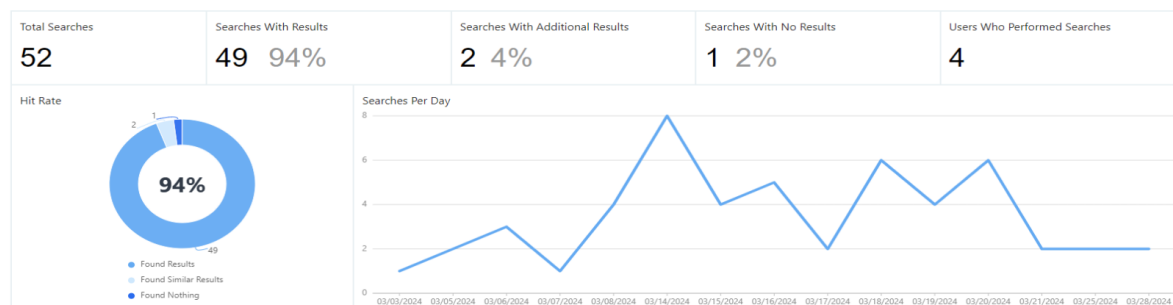 Total Searches
52
Searches With Results
49 94%
Searches With Additional Results
2 4%
Searches With No Results
1 2%
Users Who Performed Searches
4
Hit Rate
1
2
94%
49
Found Results
Found Similar Results
Found Nothing
Searches Per Day
8
6
4
2
0
03/03/2024 03/05/2024 03/06/2024 03/07/2024 03/08/2024 03/14/2024 03/15/2024 03/16/2024 03/17/2024 03/18/2024 03/19/2024 03/20/2024 03/21/2024 03/25/2024 03/28/2024